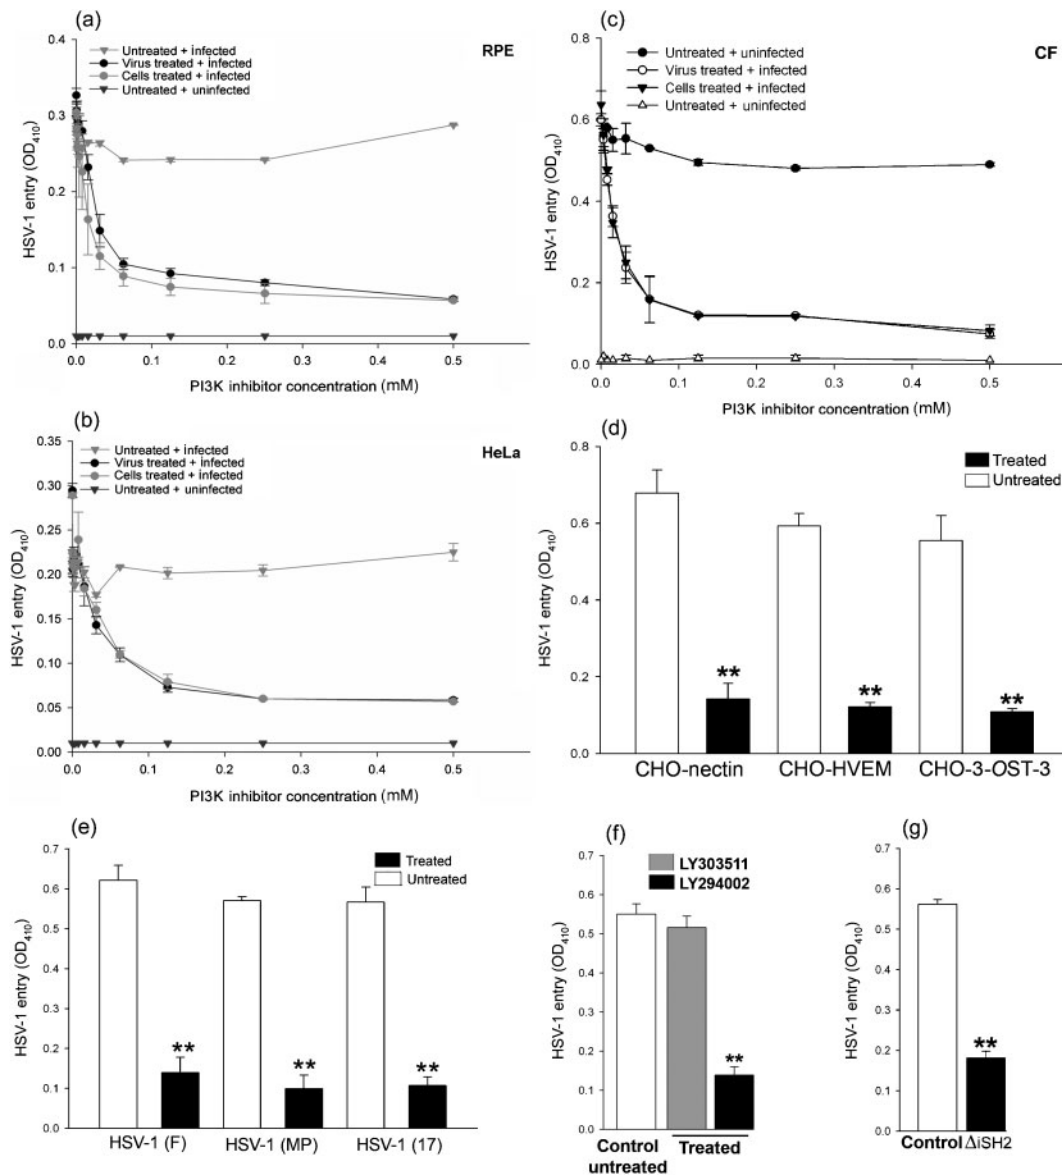 (a)
RPE
Untreated + infected
Virus treated + infected
Cells treated + infected
Untreated + uninfected
HSV-1 entry (OD410)
0.4
0.3
0.2
0.1
0.0
0.0 0.1 0.2 0.3 0.4 0.5
PI3K inhibitor concentration (mM)
(c)
CF
Untreated + uninfected
Virus treated + infected
Cells treated + infected
Untreated + uninfected
HSV-1 entry (OD410)
0.8
0.6
0.4
0.2
0.0
0.0 0.1 0.2 0.3 0.4 0.5
PI3K inhibitor concentration (mM)
(b)
HeLa
Untreated + infected
Virus treated + infected
Cells treated + infected
Untreated + uninfected
HSV-1 entry (OD410)
0.35
0.30
0.25
0.20
0.15
0.10
0.05
0.00
0.0 0.1 0.2 0.3 0.4 0.5
PI3K inhibitor concentration (mM)
(d)
Treated
Untreated
HSV-1 entry (OD410)
0.8
0.6
0.4
0.2
0.0
** ** **
CHO-nectin CHO-HVEM CHO-3-OST-3
(e)
Treated
Untreated
HSV-1 entry (OD410)
0.7
0.6
0.5
0.4
0.3
0.2
0.1
0.0
** ** **
HSV-1 (F) HSV-1 (MP) HSV-1 (17)
(f)
LY303511
LY294002
HSV-1 entry (OD410)
0.7
0.6
0.5
0.4
0.3
0.2
0.1
0.0
**
Control Treated
untreated
(g)
HSV-1 entry (OD410)
0.7
0.6
0.5
0.4
0.3
0.2
0.1
0.0
**
Control ΔiSH2